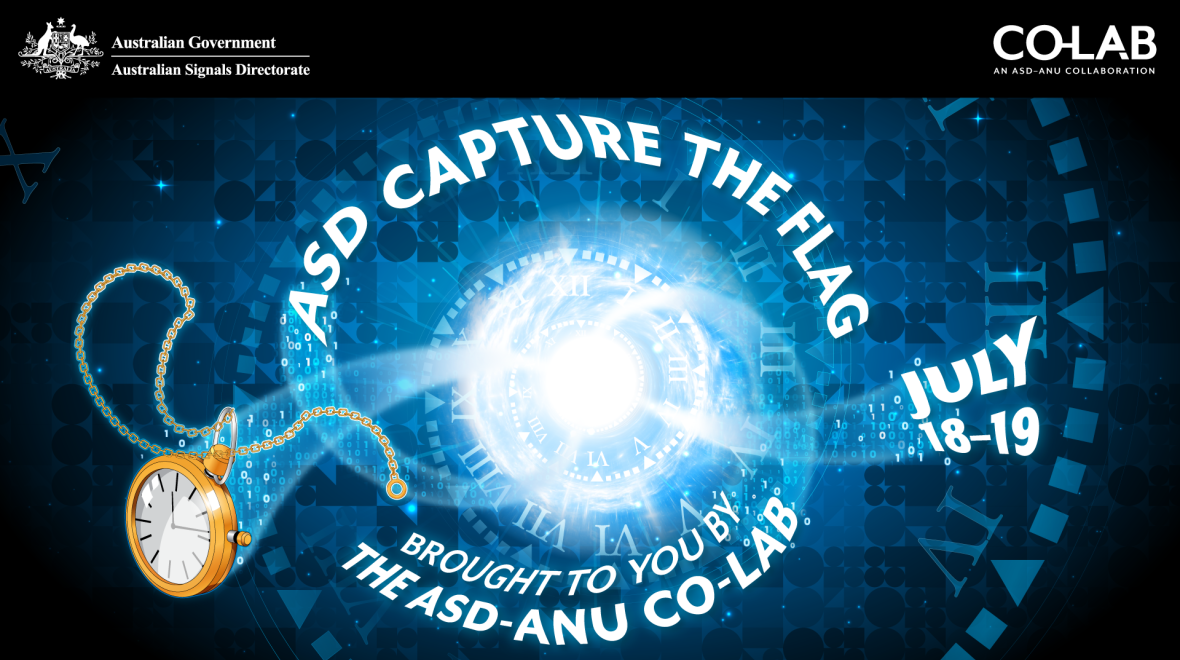 Australian Government
Australian Signals Directorate
CO-LAB
AN ASD–ANU COLLABORATION
ASD CAPTURE THE FLAG
JULY
18–19
BROUGHT TO YOU BY
THE ASD-ANU CO-LAB